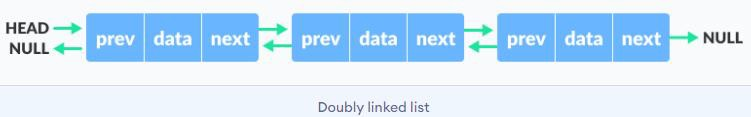 HEAD
NULL
prev data next prev data next prev data next NULL
Doubly linked list